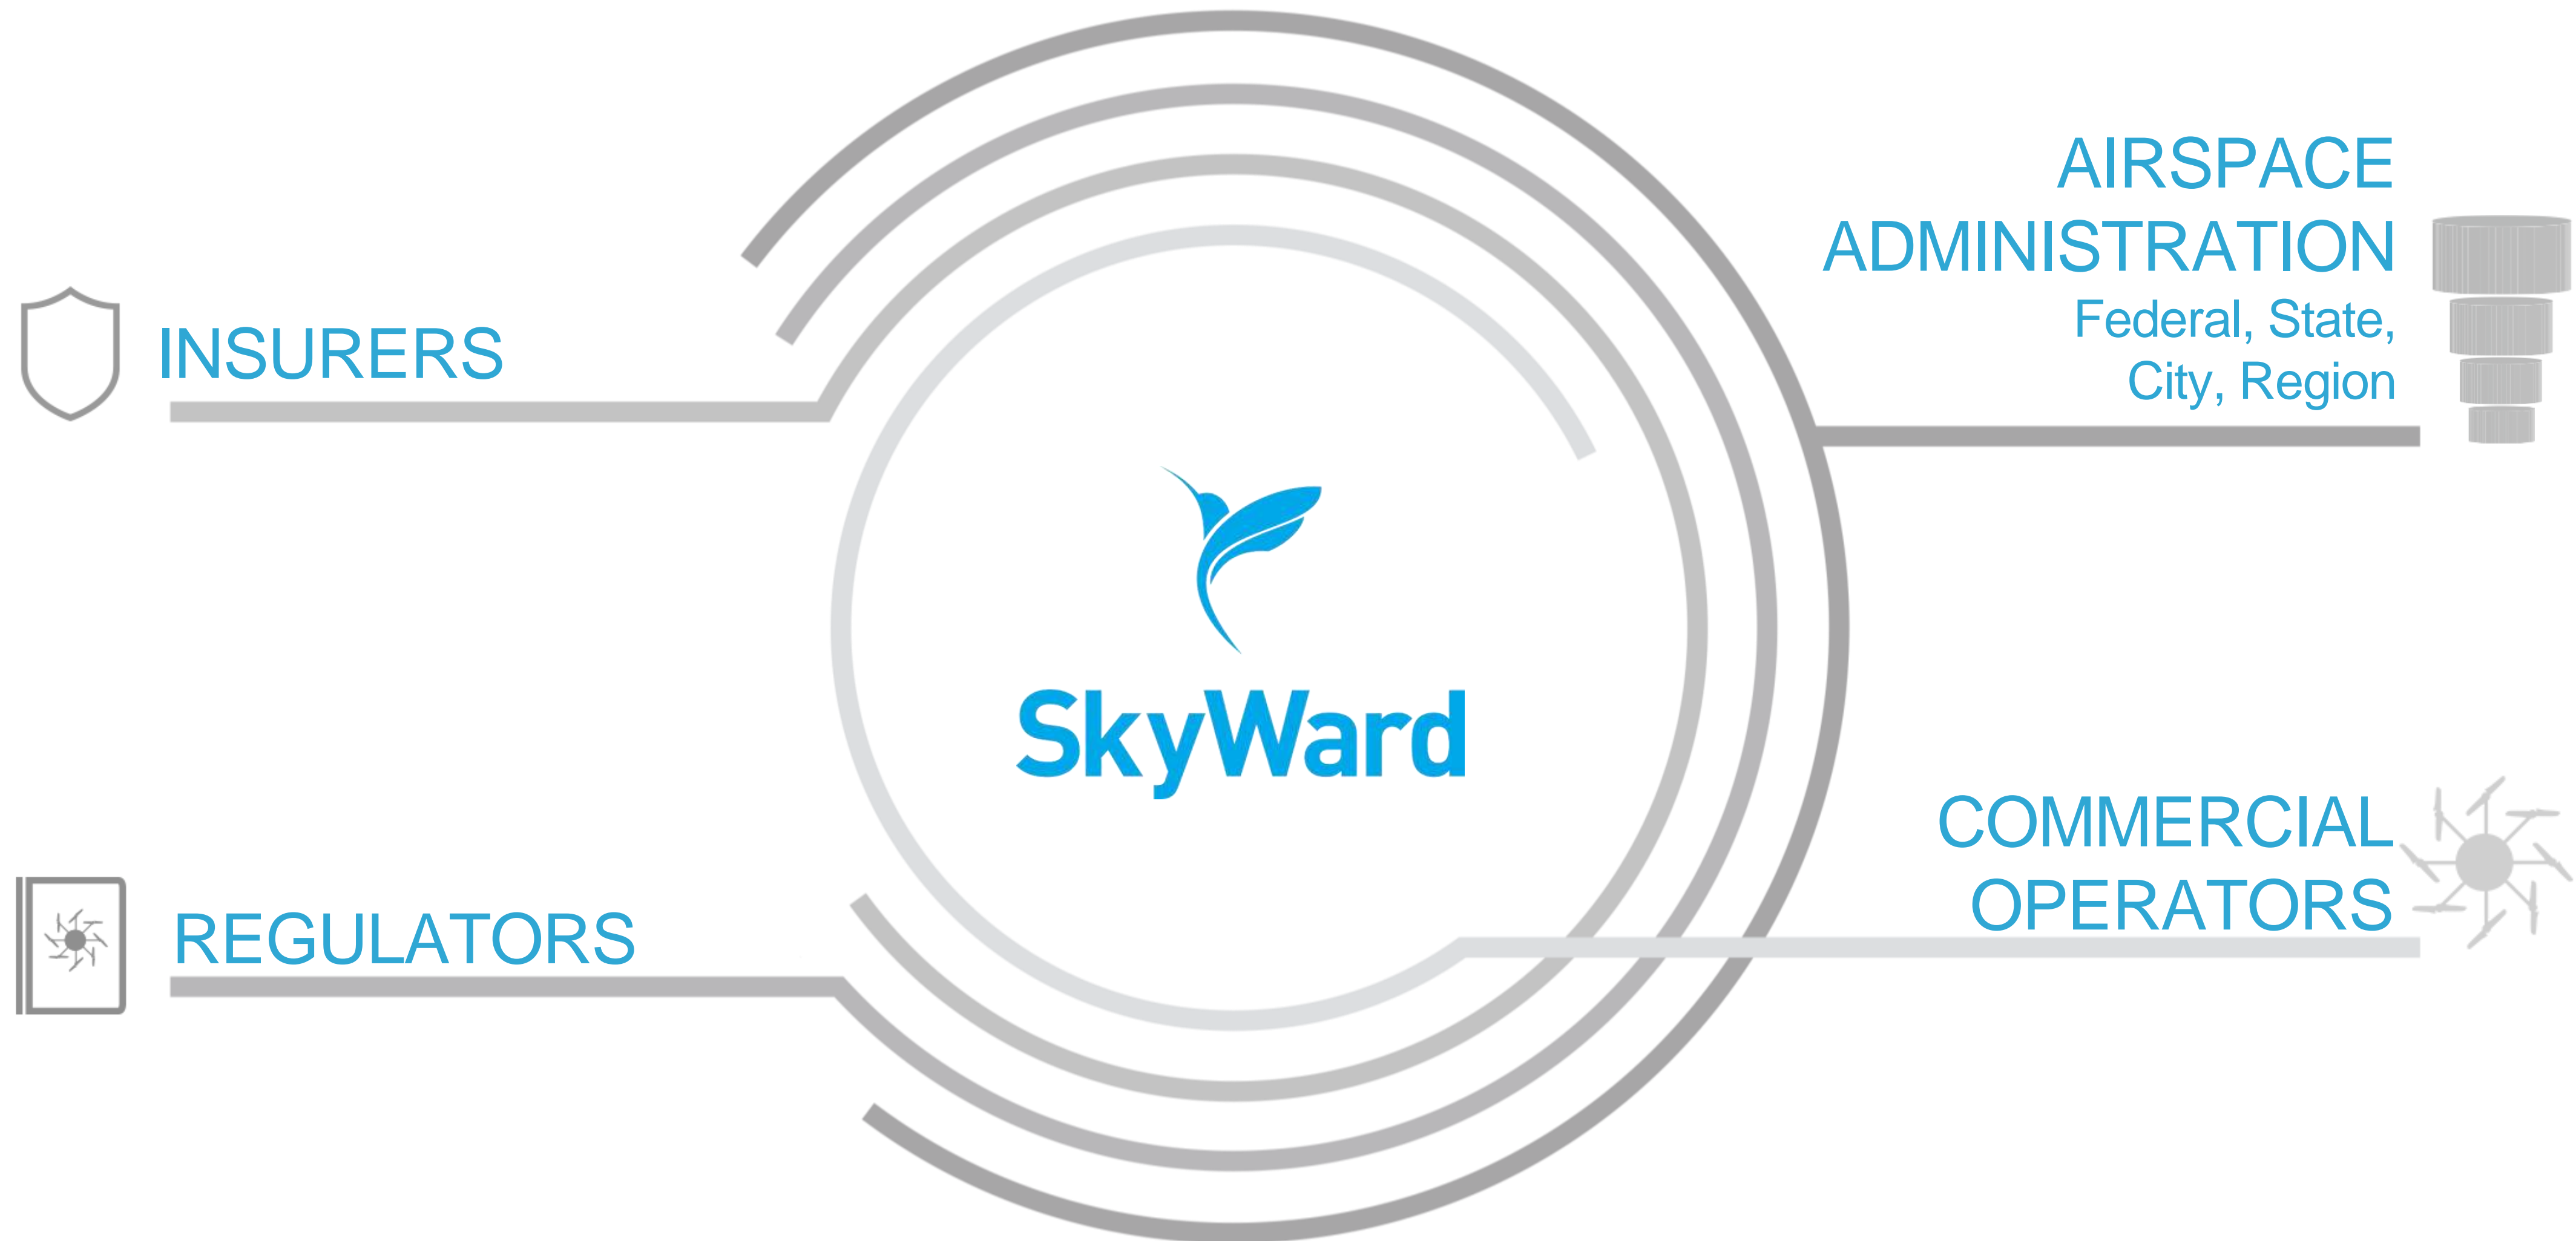 INSURERS
REGULATORS
SkyWard
AIRSPACE
ADMINISTRATION
Federal, State,
City, Region
COMMERCIAL
OPERATORS